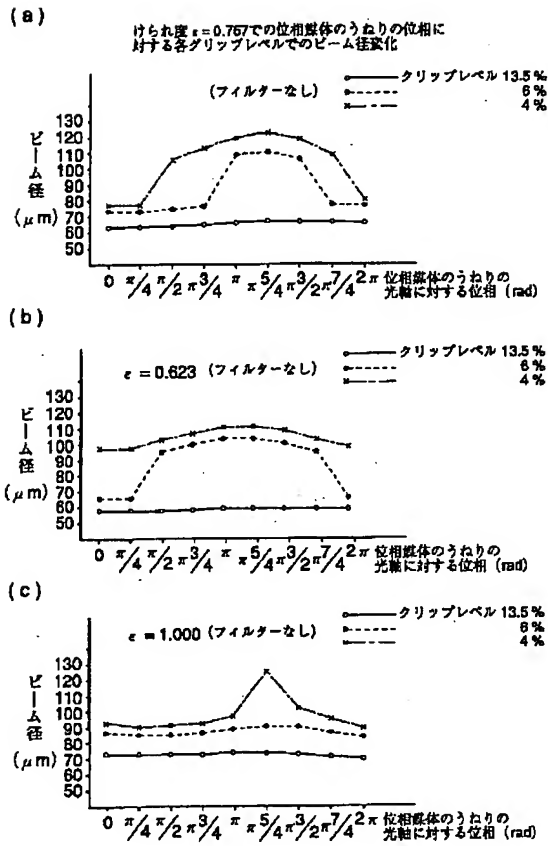 (a)
けられ度 ε = 0.767での位相媒体のうねりの位相に
対する各グリップレベルでのビーム径変化
(フィルターなし)
クリップレベル 13.5 %
6 %
4 %
ビーム径
(μm)
130
120
110
100
90
80
70
60
50
0 π/4 π/2 π3/4 π π5/4 π3/2 π7/4 2π
位相媒体のうねりの
光軸に対する位相 (rad)
(b)
ε = 0.623 (フィルターなし)
クリップレベル 13.5 %
6 %
4 %
ビーム径
(μm)
130
120
110
100
90
80
70
60
50
0 π/4 π/2 π3/4 π π5/4 π3/2 π7/4 2π
位相媒体のうねりの
光軸に対する位相 (rad)
(c)
ε = 1.000 (フィルターなし)
クリップレベル 13.5 %
6 %
4 %
ビーム径
(μm)
130
120
110
100
90
80
70
60
50
0 π/4 π/2 π3/4 π π5/4 π3/2 π7/4 2π
位相媒体のうねりの
光軸に対する位相 (rad)